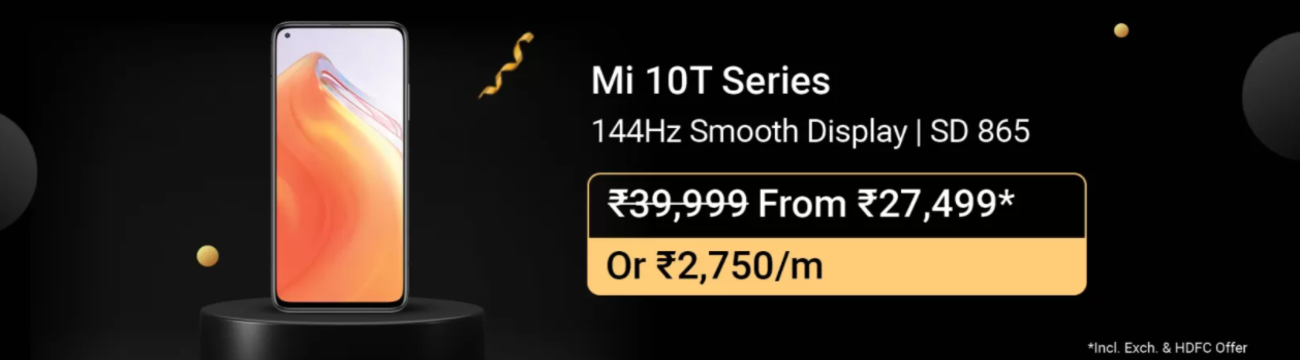 Mi 10T Series
144Hz Smooth Display | SD 865
₹39,999 From ₹27,499*
Or ₹2,750/m
*Incl. Exch. & HDFC Offer